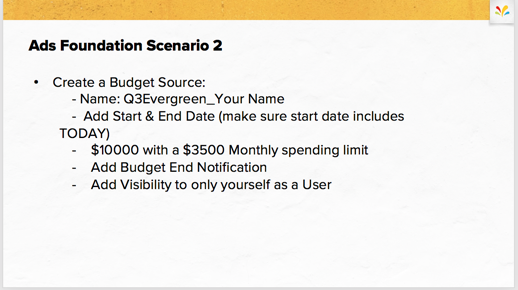 Ads Foundation Scenario 2
• Create a Budget Source:
- Name: Q3Evergreen_Your Name
- Add Start & End Date (make sure start date includes
TODAY)
- $10000 with a $3500 Monthly spending limit
- Add Budget End Notification
- Add Visibility to only yourself as a User